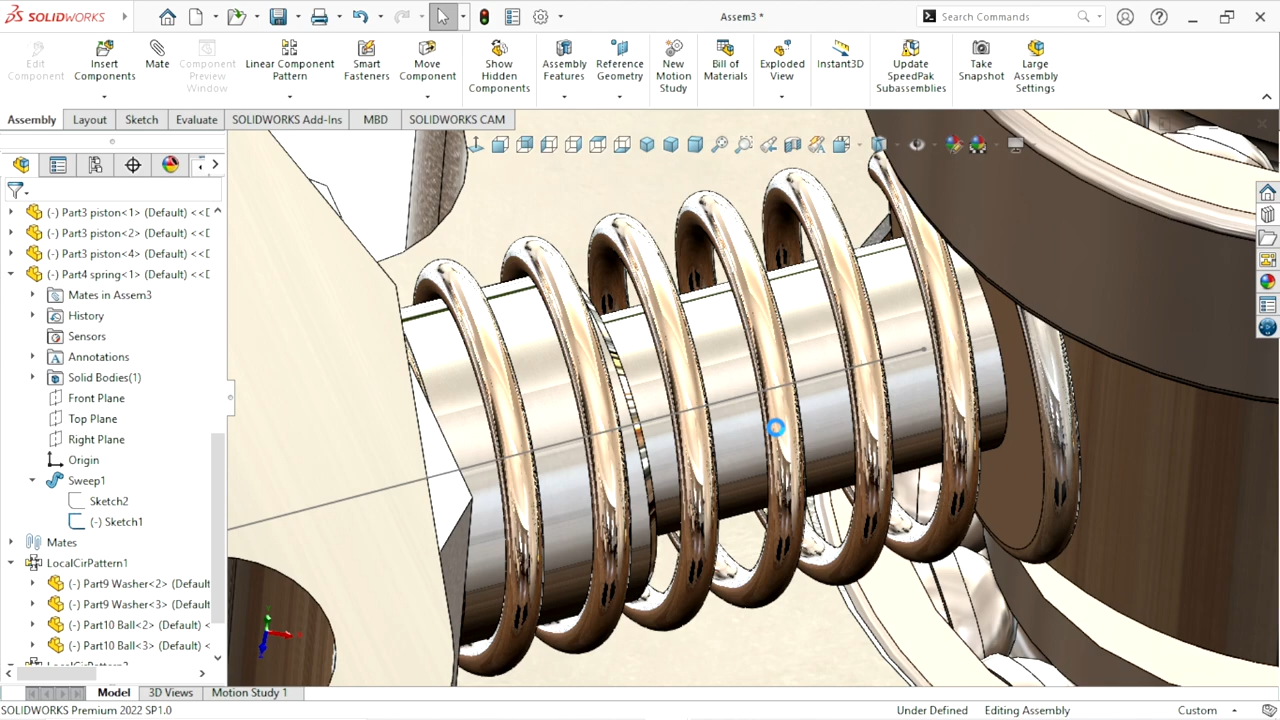 SOLIDWORKS
Assem3 *
Search Commands
Edit Component
Insert Components
Mate
Component Preview Window
Linear Component Pattern
Smart Fasteners
Move Component
Show Hidden Components
Assembly Features
Reference Geometry
New Motion Study
Bill of Materials
Exploded View
Instant3D
Update SpeedPak Subassemblies
Take Snapshot
Large Assembly Settings
Assembly
Layout
Sketch
Evaluate
SOLIDWORKS Add-Ins
MBD
SOLIDWORKS CAM
(-) Part3 piston<1> (Default) <<D
(-) Part3 piston<2> (Default) <<D
(-) Part3 piston<4> (Default) <<D
(-) Part4 spring<1> (Default) <<D
Mates in Assem3
History
Sensors
Annotations
Solid Bodies(1)
Front Plane
Top Plane
Right Plane
Origin
Sweep1
Sketch2
(-) Sketch1
Mates
LocalCirPattern1
(-) Part9 Washer<2> (Default
(-) Part9 Washer<3> (Default
(-) Part10 Ball<2> (Default) <
(-) Part10 Ball<3> (Default) <
Model
3D Views
Motion Study 1
SOLIDWORKS Premium 2022 SP1.0
Under Defined
Editing Assembly
Custom